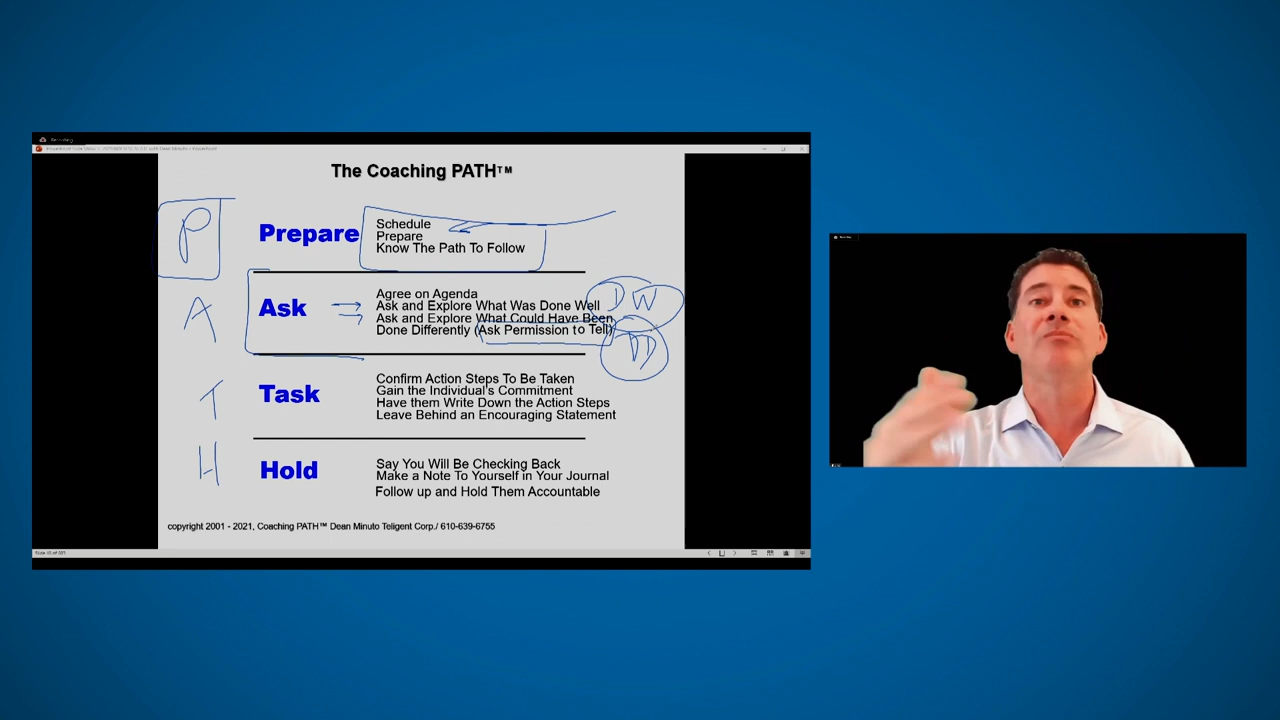 Recording
The Coaching PATH™
P
Prepare
Schedule
Prepare
Know The Path To Follow
A
Ask
Agree on Agenda
Ask and Explore What Was Done Well
Ask and Explore What Could Have Been
Done Differently (Ask Permission to Tell)
DW
DD
T
Task
Confirm Action Steps To Be Taken
Gain the Individual's Commitment
Have them Write Down the Action Steps
Leave Behind an Encouraging Statement
H
Hold
Say You Will Be Checking Back
Make a Note To Yourself in Your Journal
Follow up and Hold Them Accountable
copyright 2001 - 2021, Coaching PATH™ Dean Minuto Teligent Corp./ 610-639-6755